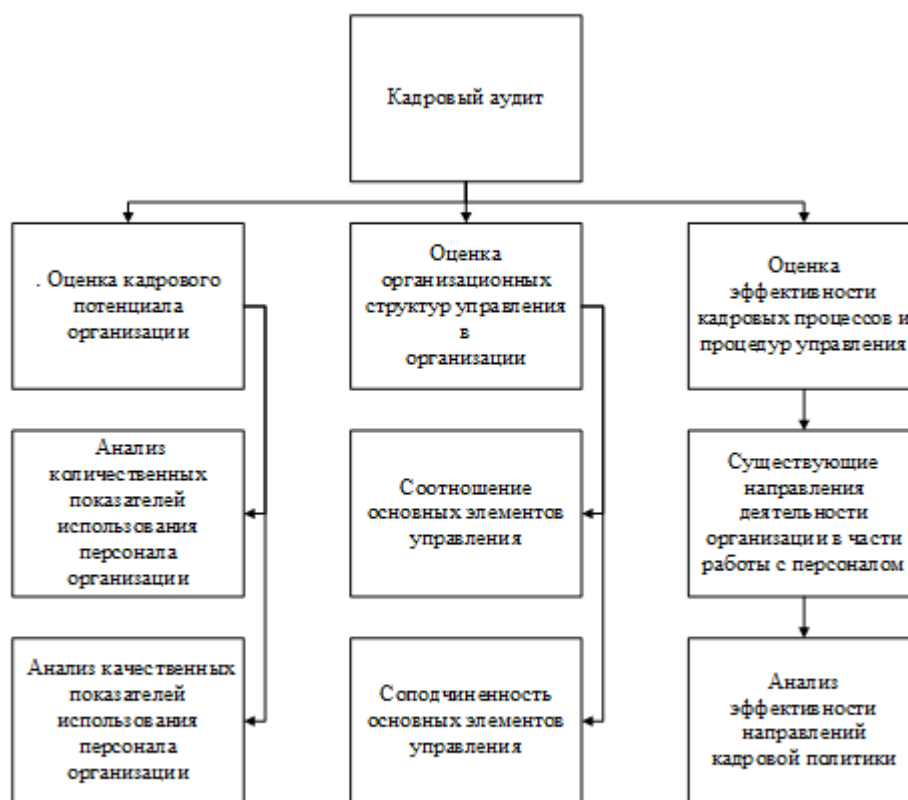 Кадровый аудит
. Оценка кадрового
потенциала
организации
Оценка
организационных
структур управления
в
организации
Оценка
эффективности
кадровых процессов и
процедур управления
Анализ
количественных
показателей
использования
персонала
организации
Соотношение
основных элементов
управления
Существующие
направления
деятельности
организации в части
работы с персоналом
Анализ качественных
показателей
использования
персонала
организации
Соподчиненность
основных элементов
управления
Анализ
эффективности
направлений
кадровой политики